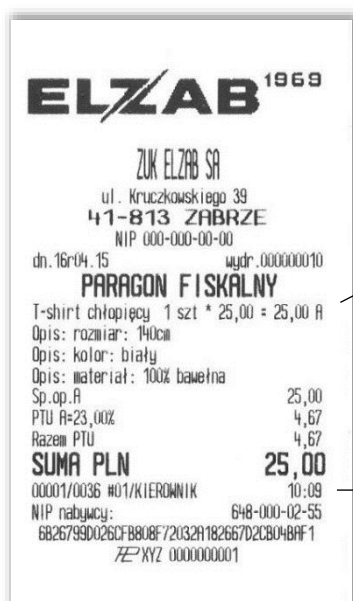 ELZAB 1969
ZUK ELZAB SA
ul. Kruczkowskiego 39
41-813 ZABRZE
NIP 000-000-00-00
dn.16r04.15 wydr.000000010
PARAGON FISKALNY
T-shirt chłopięcy 1 szt * 25,00 = 25,00 A
Opis: rozmiar: 140cm
Opis: kolor: biały
Opis: materiał: 100% bawełna
Sp.op.A 25,00
PTU A=23,00% 4,67
Razem PTU 4,67
SUMA PLN 25,00
00001/0036 #01/KIEROWNIK 10:09
NIP nabywcy: 648-000-02-55
6B26799D026CFB808F72032A182667D2CB04BAF1
XYZ 0000000001